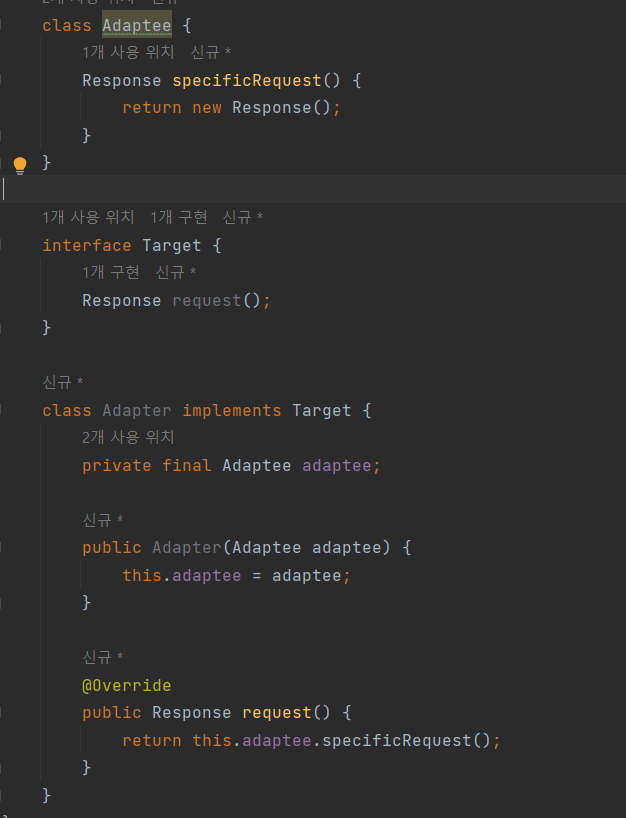 class Adaptee {
1개 사용 위치 신규 *
Response specificRequest() {
return new Response();
}
}
1개 사용 위치 1개 구현 신규 *
interface Target {
1개 구현 신규 *
Response request();
}
신규 *
class Adapter implements Target {
2개 사용 위치
private final Adaptee adaptee;
신규 *
public Adapter(Adaptee adaptee) {
this.adaptee = adaptee;
}
신규 *
@Override
public Response request() {
return this.adaptee.specificRequest();
}
}